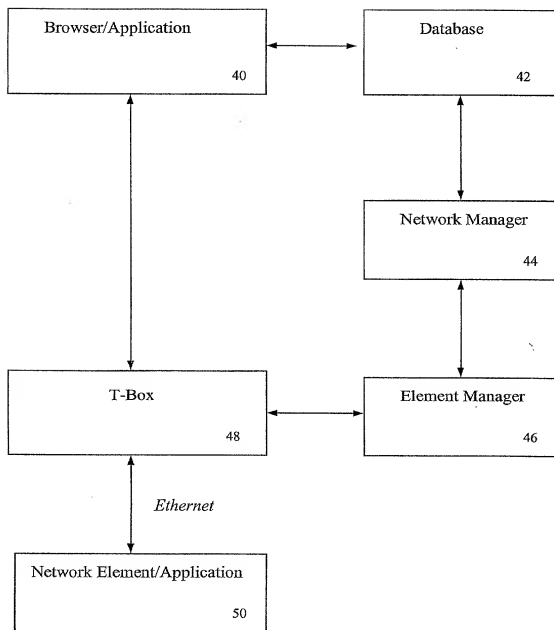 Browser/Application
40
Database
42
Network Manager
44
T-Box
48
Element Manager
46
Ethernet
Network Element/Application
50